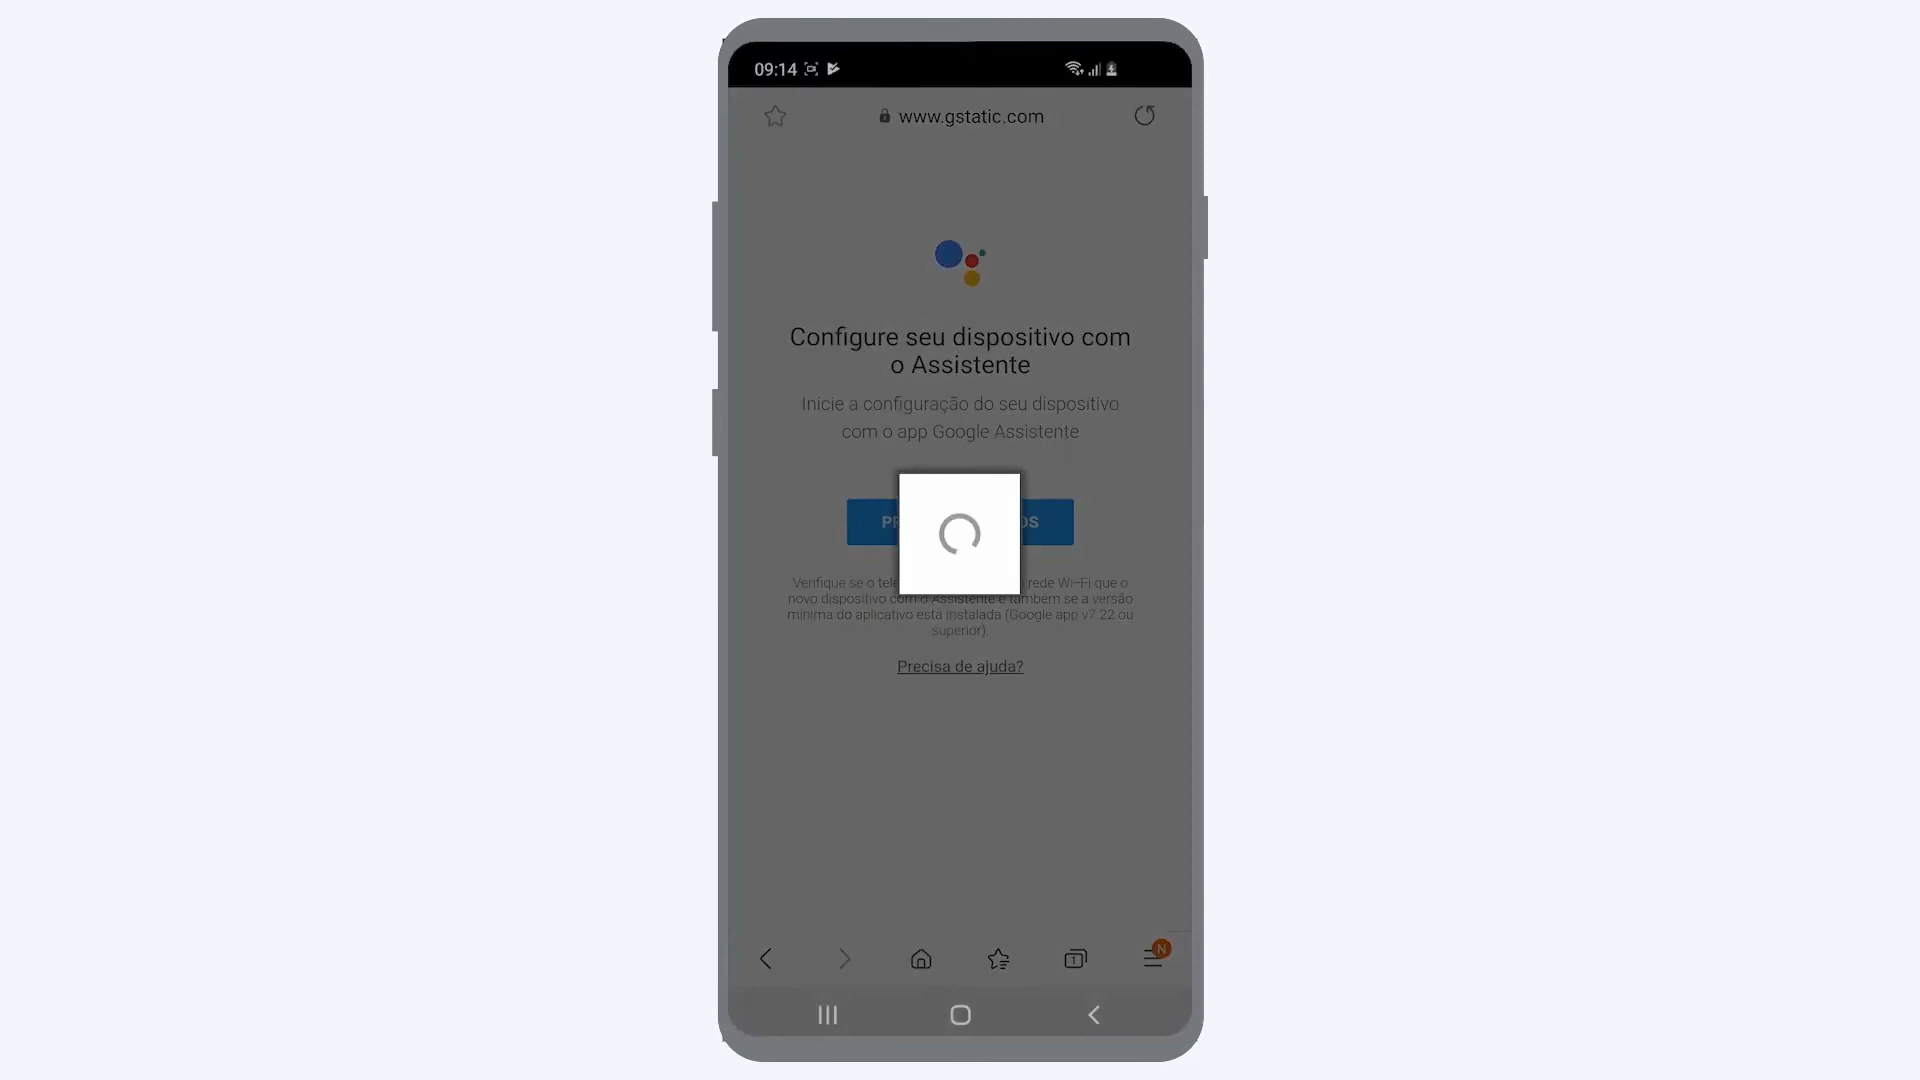 09:14
www.gstatic.com
Configure seu dispositivo com
o Assistente
Inicie a configuração do seu dispositivo
com o app Google Assistente
Verifique se o rede Wi-Fi que o
novo dispositivo com o Assistente e também se a versão
mínima do aplicativo está instalada (Google app v7.22 ou
superior).
Precisa de ajuda?
1
N